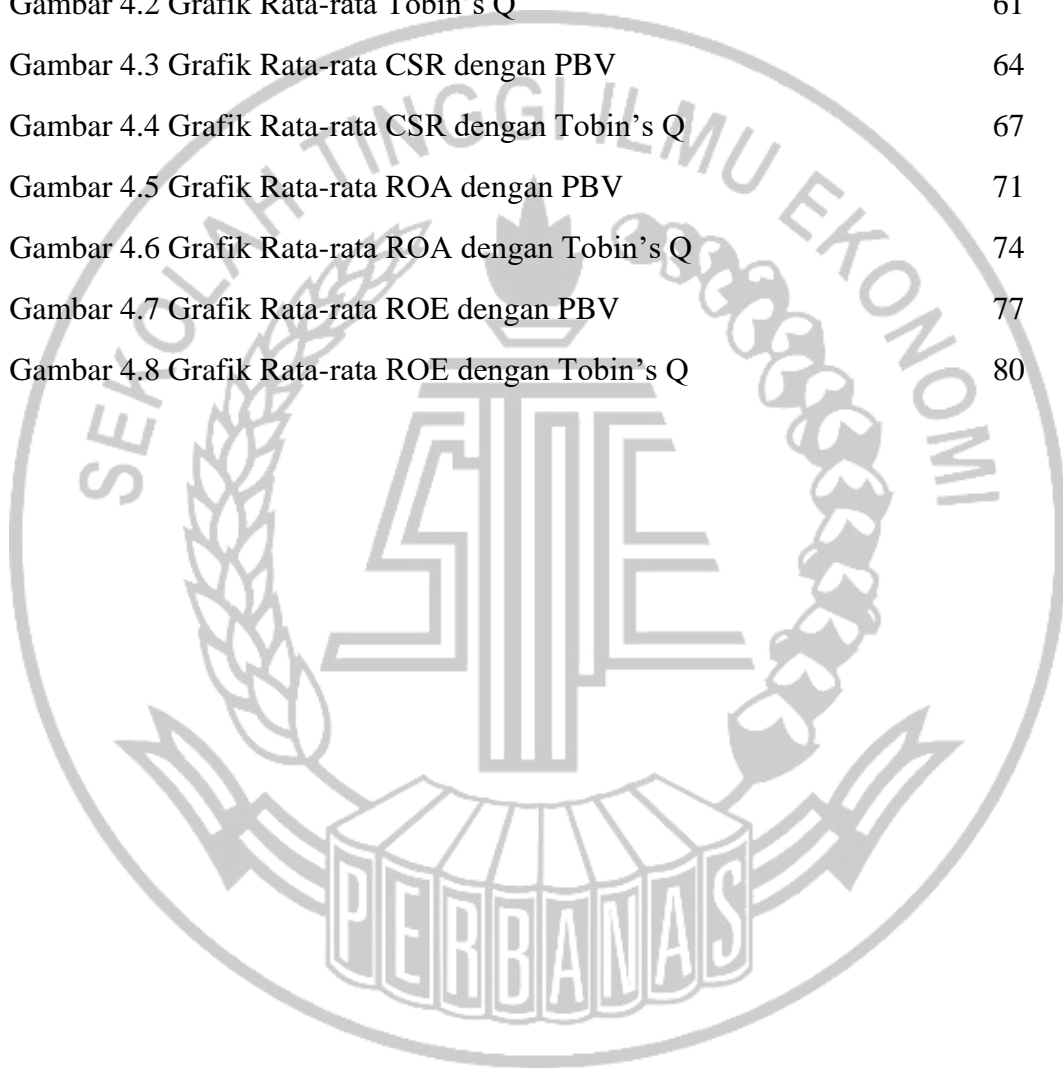 Gambar 4.2 Grafik Rata-rata Tobin’s Q 61
Gambar 4.3 Grafik Rata-rata CSR dengan PBV 64
Gambar 4.4 Grafik Rata-rata CSR dengan Tobin’s Q 67
Gambar 4.5 Grafik Rata-rata ROA dengan PBV 71
Gambar 4.6 Grafik Rata-rata ROA dengan Tobin’s Q 74
Gambar 4.7 Grafik Rata-rata ROE dengan PBV 77
Gambar 4.8 Grafik Rata-rata ROE dengan Tobin’s Q 80
SEKOLAH TINGGI ILMU EKONOMI
STIE
PERBANAS